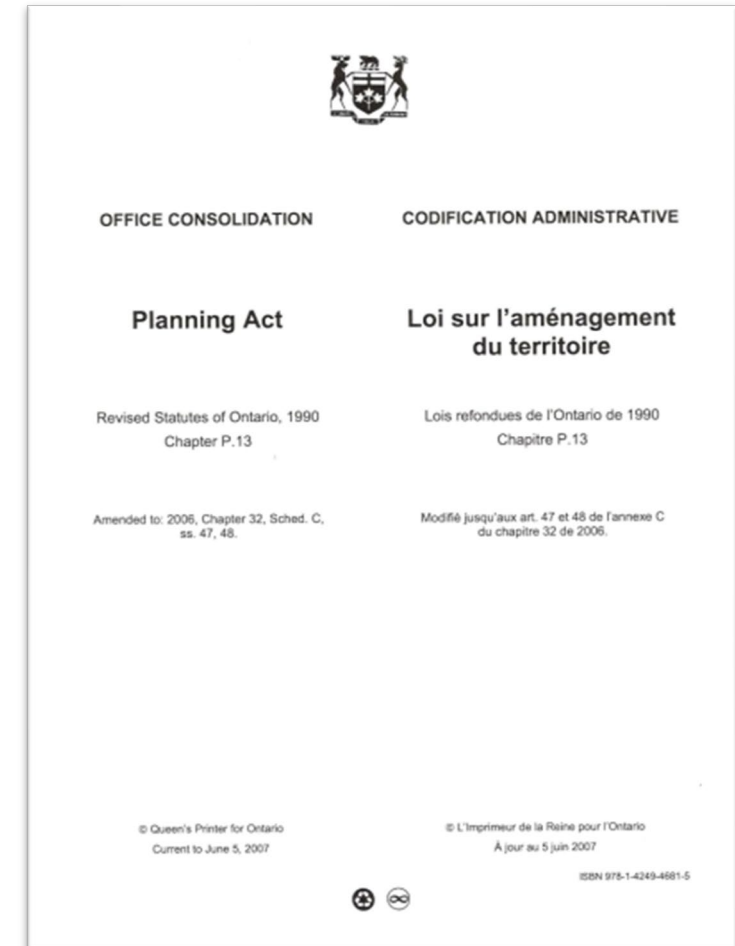 OFFICE CONSOLIDATION
Planning Act
Revised Statutes of Ontario, 1990
Chapter P.13
Amended to: 2006, Chapter 32, Sched. C,
ss. 47, 48.
© Queen's Printer for Ontario
Current to June 5, 2007
CODIFICATION ADMINISTRATIVE
Loi sur l'aménagement
du territoire
Lois refondues de l'Ontario de 1990
Chapitre P.13
Modifié jusqu'aux art. 47 et 48 de l'annexe C
du chapitre 32 de 2006.
© L'Imprimeur de la Reine pour l'Ontario
À jour au 5 juin 2007
ISBN 978-1-4249-4681-5